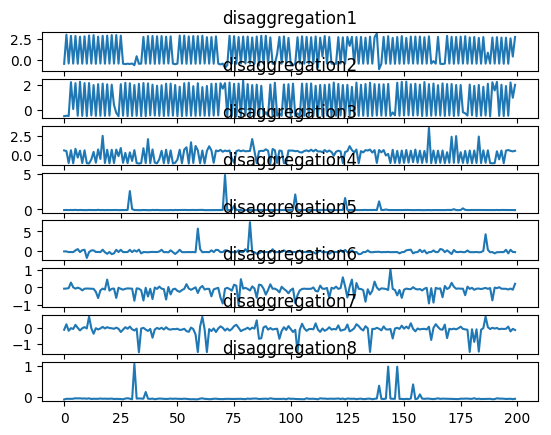 disaggregation1
2.5
0.0
disaggregation2
2
0
disaggregation3
2.5
0.0
disaggregation4
5
0
disaggregation5
5
0
disaggregation6
1
0
−1
disaggregation7
0
−1
disaggregation8
1
0
0 25 50 75 100 125 150 175 200